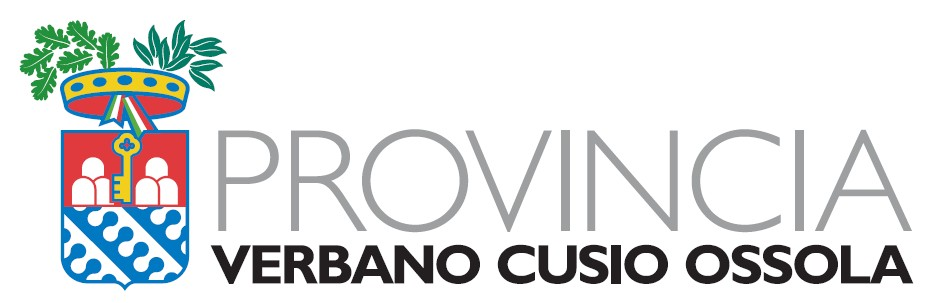 PROVINCIA
VERBANO CUSIO OSSOLA